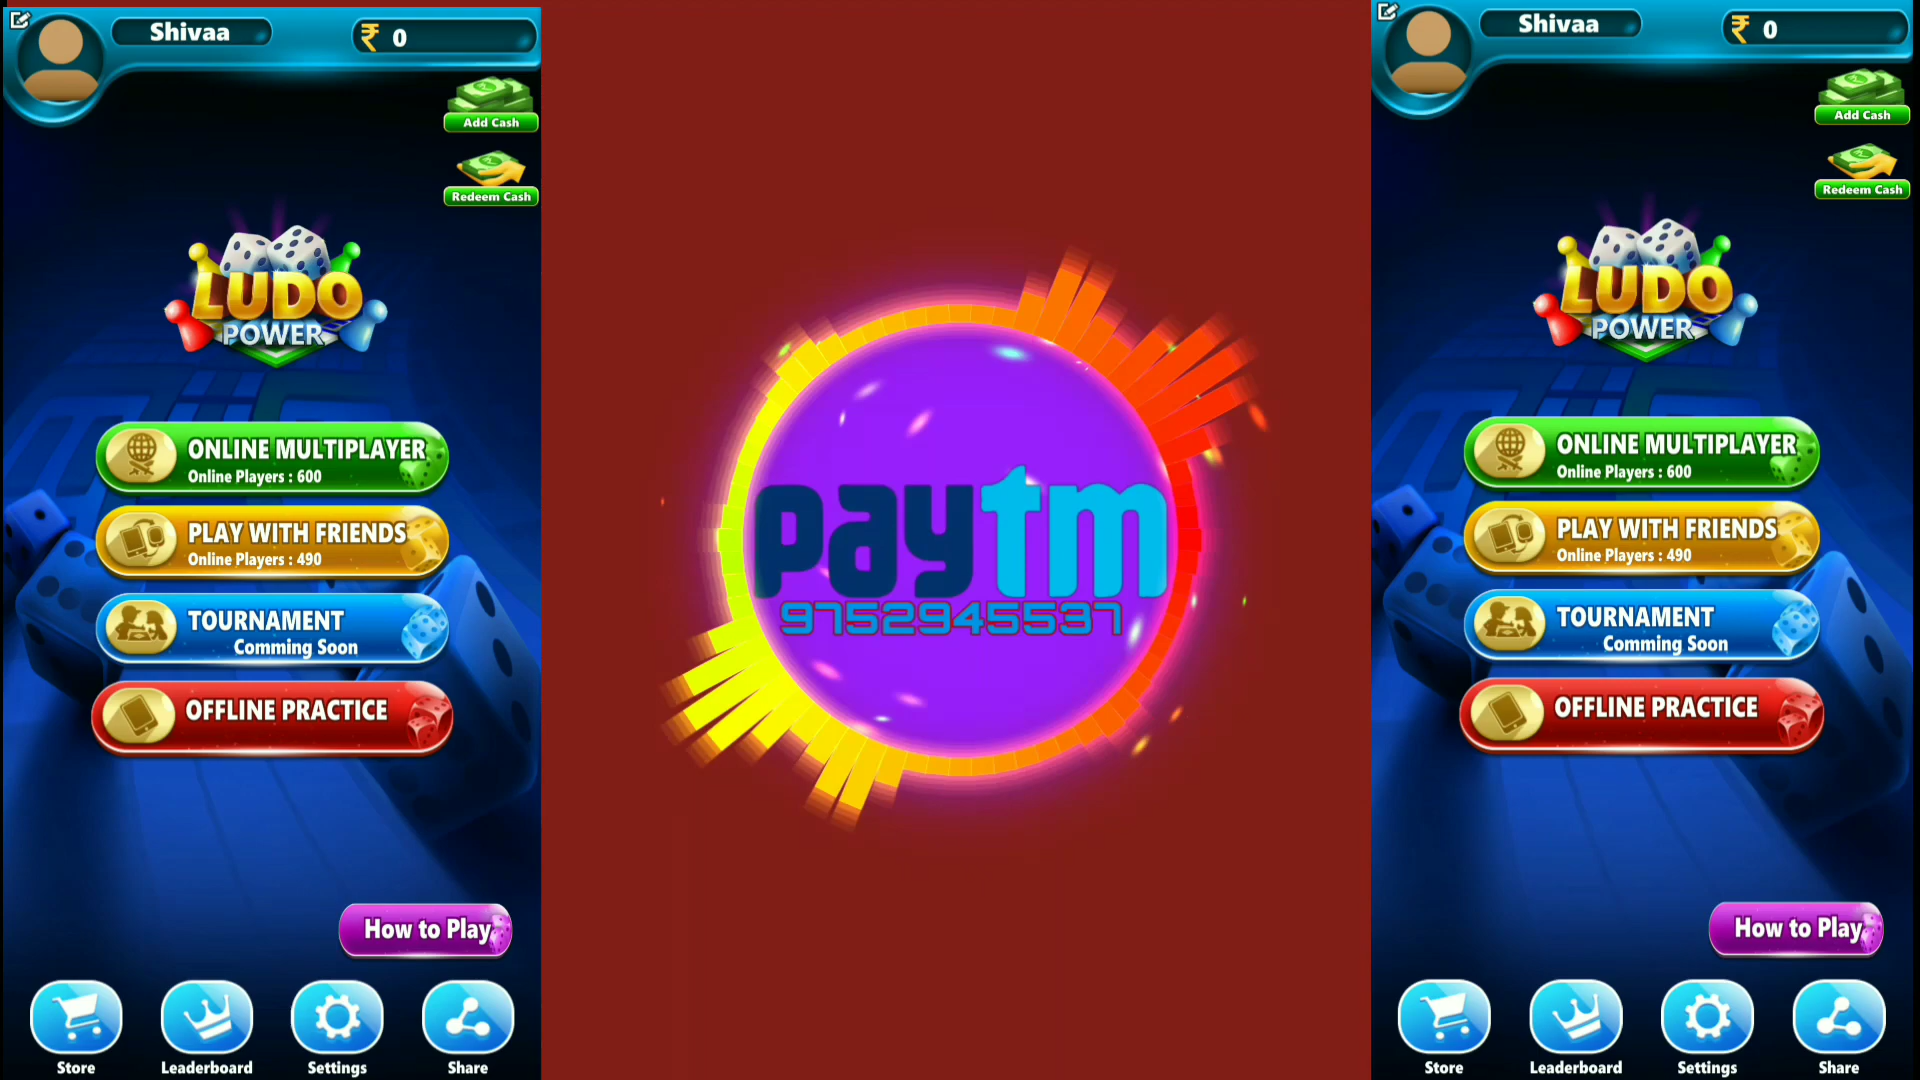 Shivaa
₹ 0
Add Cash
Redeem Cash
LUDO
POWER
ONLINE MULTIPLAYER
Online Players : 600
PLAY WITH FRIENDS
Online Players : 490
TOURNAMENT
Comming Soon
OFFLINE PRACTICE
How to Play
Store
Leaderboard
Settings
Share
paytm
9752945537
Shivaa
₹ 0
Add Cash
Redeem Cash
LUDO
POWER
ONLINE MULTIPLAYER
Online Players : 600
PLAY WITH FRIENDS
Online Players : 490
TOURNAMENT
Comming Soon
OFFLINE PRACTICE
How to Play
Store
Leaderboard
Settings
Share